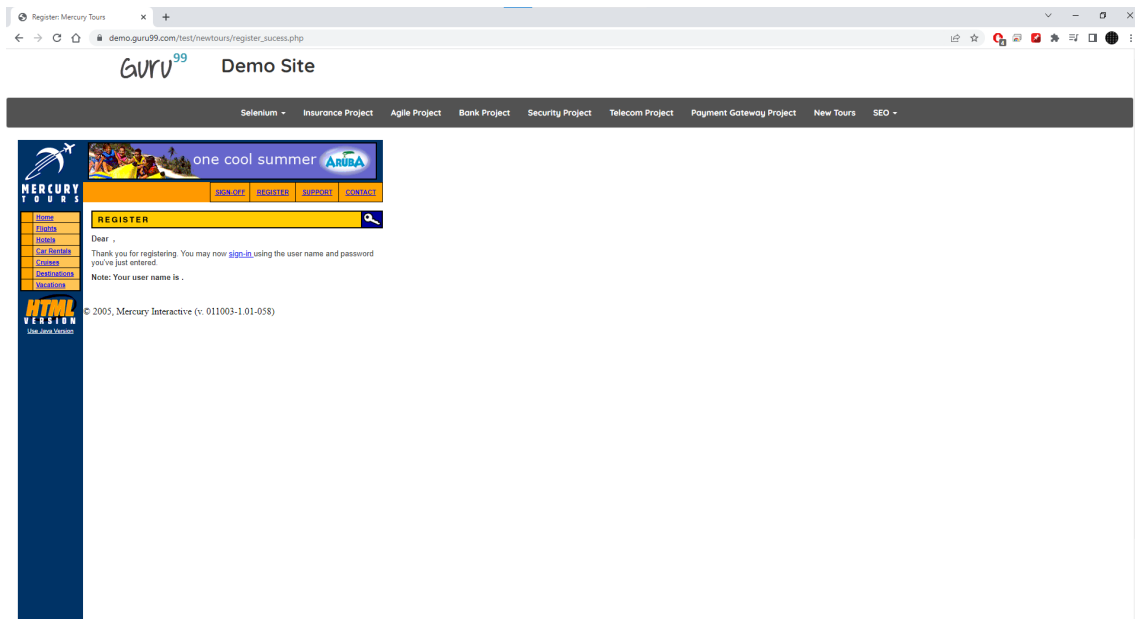 Register: Mercury Tours
demo.guru99.com/test/newtours/register_sucess.php
4
Guru99 Demo Site
Selenium Insurance Project Agile Project Bank Project Security Project Telecom Project Payment Gateway Project New Tours SEO
one cool summer ARUBA
MERCURY
TOURS
SIGN-OFF REGISTER SUPPORT CONTACT
Home
Flights
Hotels
Car Rentals
Cruises
Destinations
Vacations
HTML
VERSION
Use Java Version
REGISTER
Dear ,
Thank you for registering. You may now sign-in using the user name and password
you've just entered.
Note: Your user name is .
© 2005, Mercury Interactive (v. 011003-1.01-058)